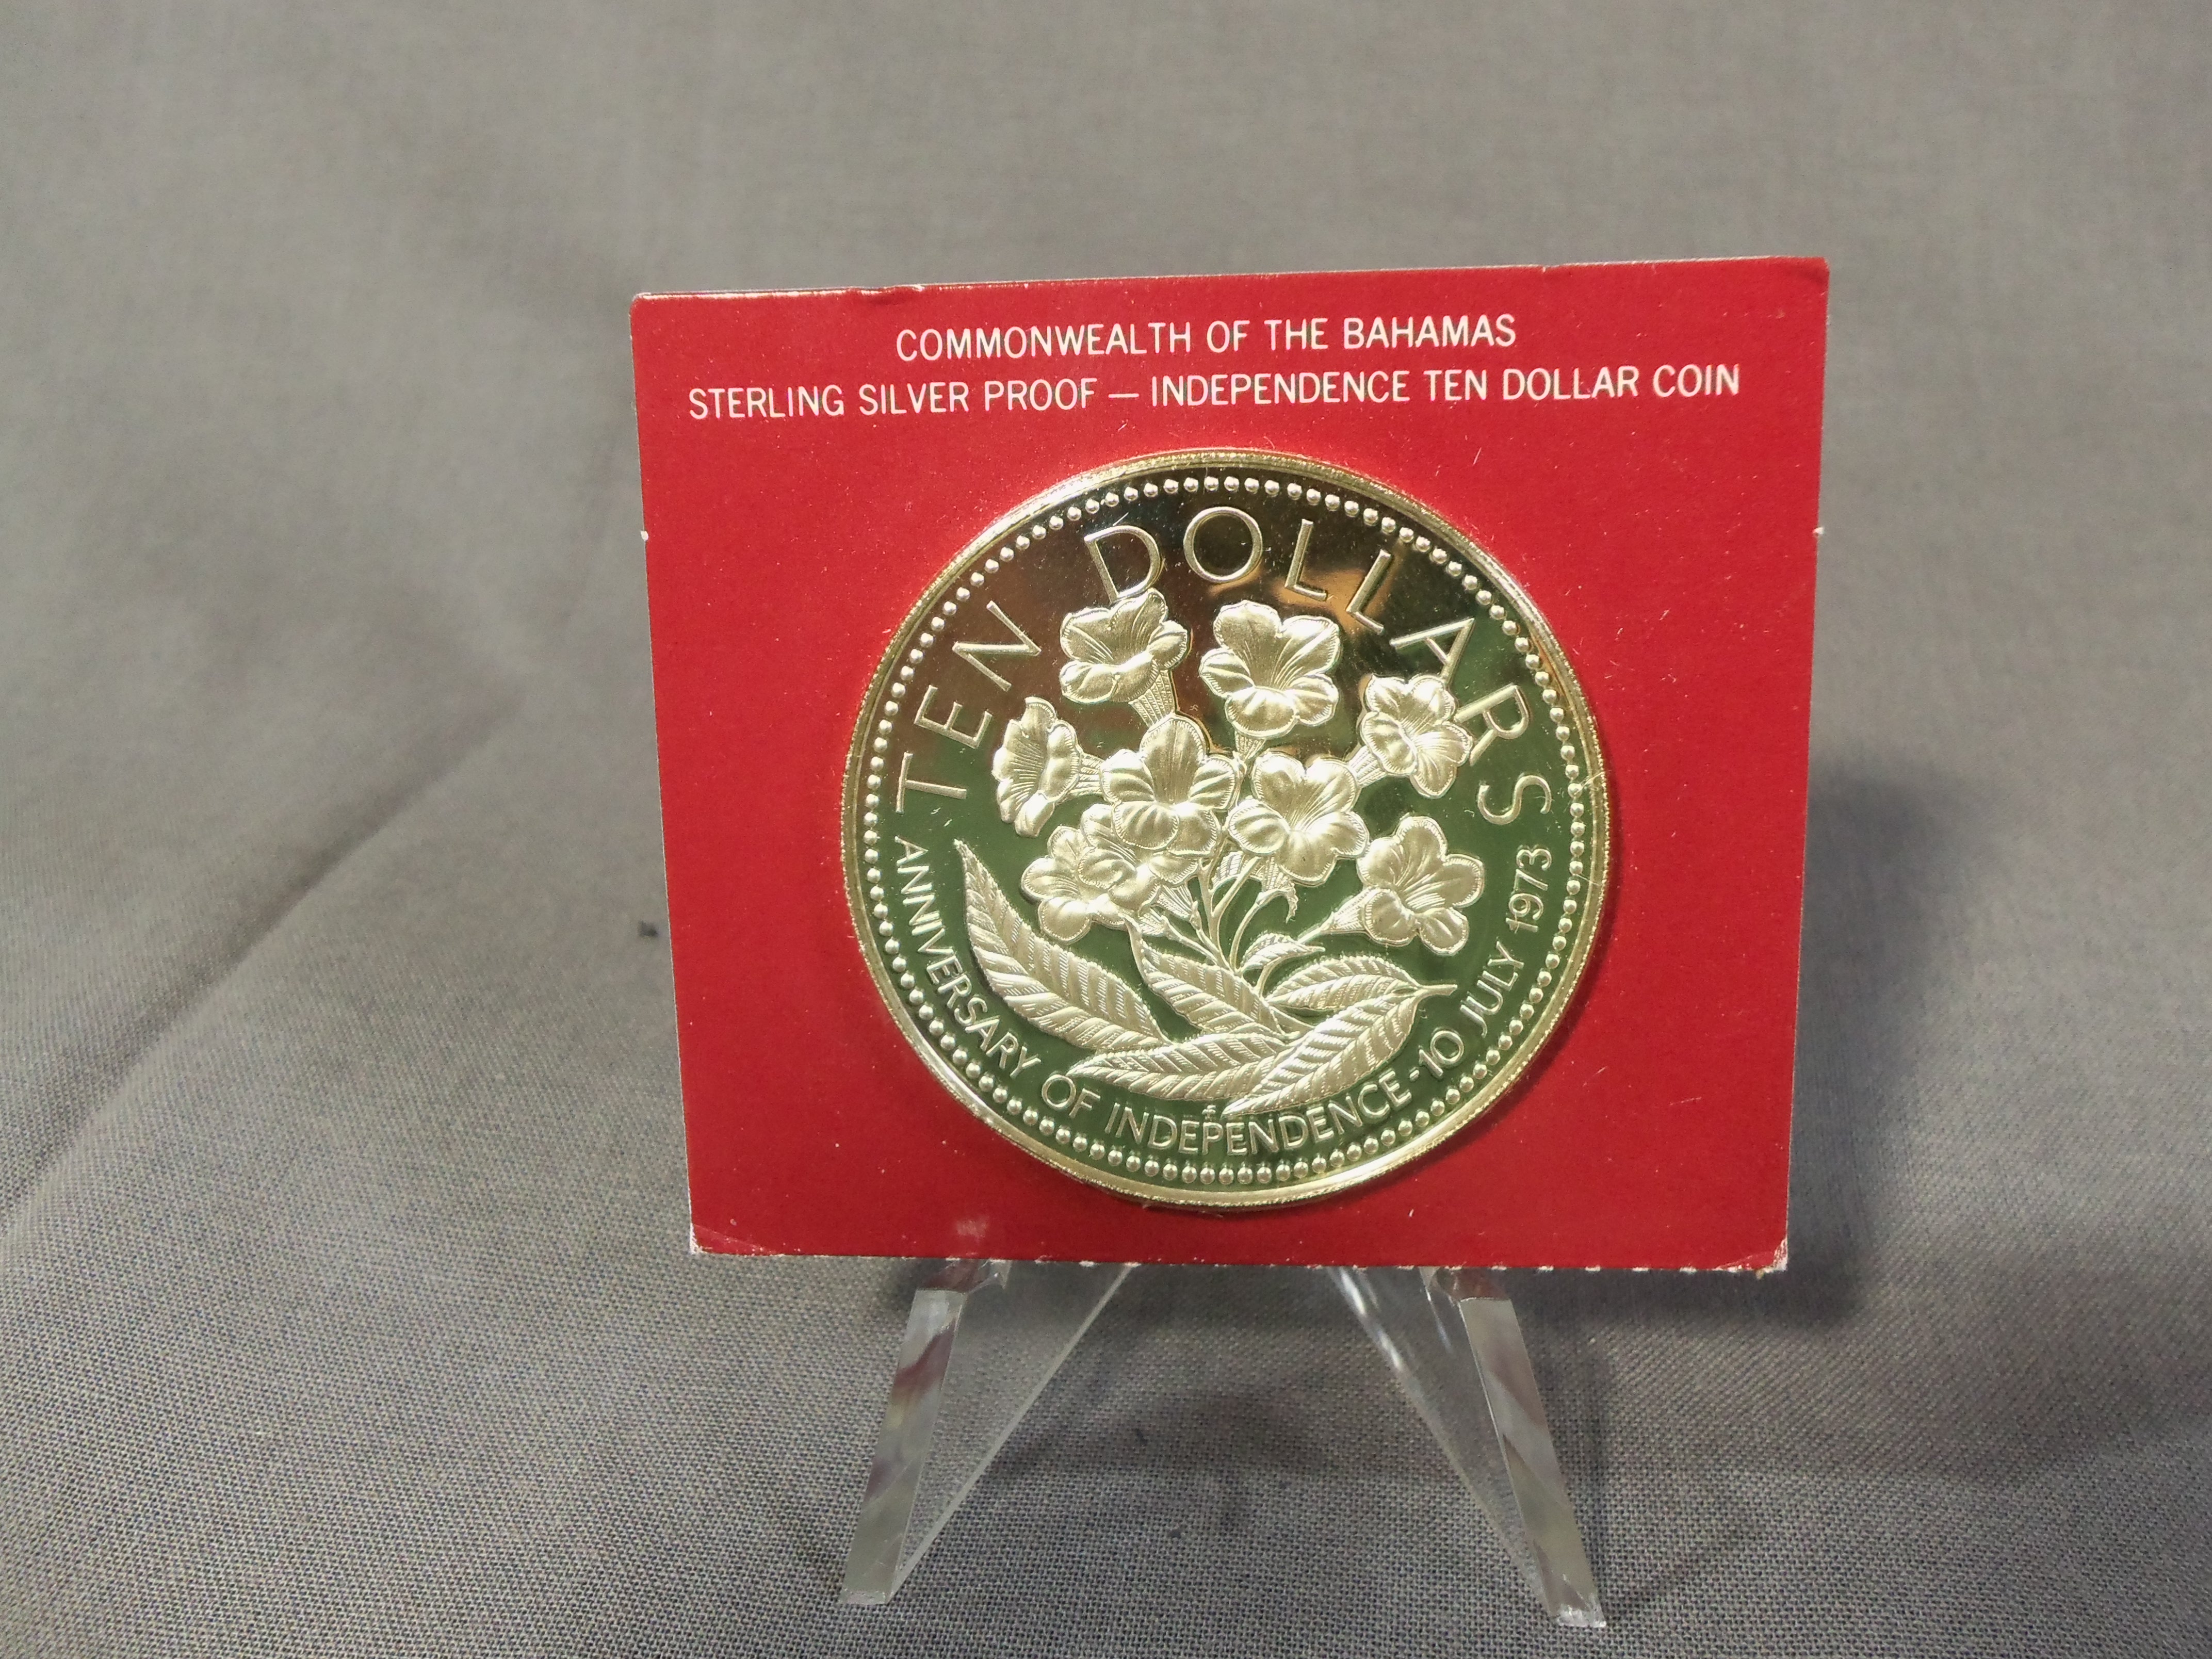 COMMONWEALTH OF THE BAHAMAS
STERLING SILVER PROOF — INDEPENDENCE TEN DOLLAR COIN
TEN DOLLARS
ANNIVERSARY OF INDEPENDENCE-10 JULY 1973